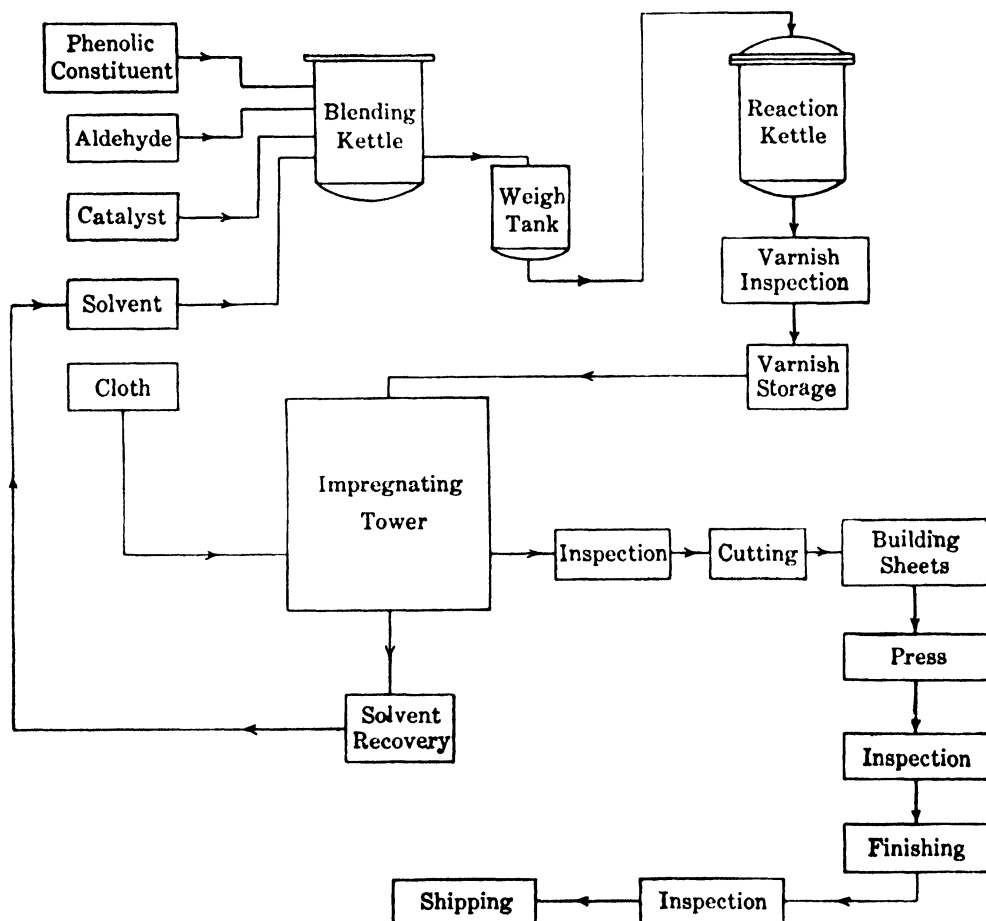 Phenolic
Constituent
Blending
Kettle
Reaction
Kettle
Aldehyde
Weigh
Tank
Catalyst
Varnish
Inspection
Solvent
Varnish
Storage
Cloth
Impregnating
Tower
Inspection
Cutting
Building
Sheets
Press
Solvent
Recovery
Inspection
Finishing
Inspection
Shipping